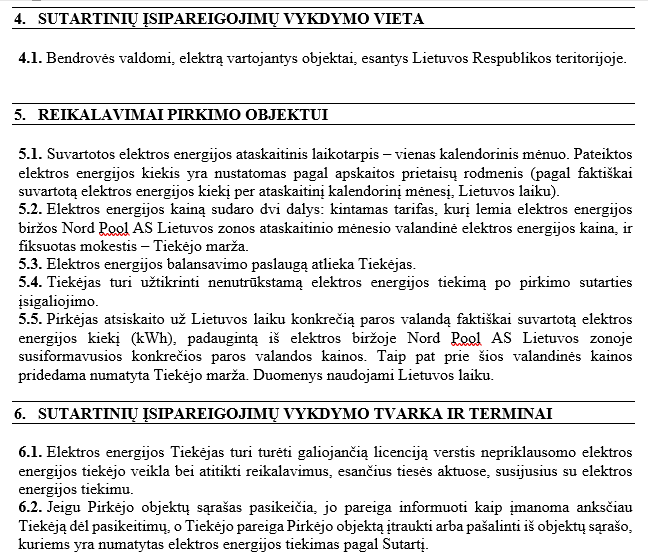 4. SUTARTINIŲ ĮSIPAREIGOJIMŲ VYKDYMO VIETA
4.1. Bendrovės valdomi, elektrą vartojantys objektai, esantys Lietuvos Respublikos teritorijoje.
5. REIKALAVIMAI PIRKIMO OBJEKTUI
5.1. Suvartotos elektros energijos ataskaitinis laikotarpis – vienas kalendorinis mėnuo. Pateiktos
elektros energijos kiekis yra nustatomas pagal apskaitos prietaisų rodmenis (pagal faktiškai
suvartotą elektros energijos kiekį per ataskaitinį kalendorinį mėnesį, Lietuvos laiku).
5.2. Elektros energijos kainą sudaro dvi dalys: kintamas tarifas, kurį lemia elektros energijos
biržos Nord Pool AS Lietuvos zonos ataskaitinio mėnesio valandinė elektros energijos kaina, ir
fiksuotas mokestis – Tiekėjo marža.
5.3. Elektros energijos balansavimo paslaugą atlieka Tiekėjas.
5.4. Tiekėjas turi užtikrinti nenutrūkstamą elektros energijos tiekimą po pirkimo sutarties
įsigaliojimo.
5.5. Pirkėjas atsiskaito už Lietuvos laiku konkrečią paros valandą faktiškai suvartotą elektros
energijos kiekį (kWh), padaugintą iš elektros biržoje Nord Pool AS Lietuvos zonoje
susiformavusios konkrečios paros valandos kainos. Taip pat prie šios valandinės kainos
pridedama numatyta Tiekėjo marža. Duomenys naudojami Lietuvos laiku.
6. SUTARTINIŲ ĮSIPAREIGOJIMŲ VYKDYMO TVARKA IR TERMINAI
6.1. Elektros energijos Tiekėjas turi turėti galiojančią licenciją verstis nepriklausomo elektros
energijos tiekėjo veikla bei atitikti reikalavimus, esančius tiesės aktuose, susijusius su elektros
energijos tiekimu.
6.2. Jeigu Pirkėjo objektų sąrašas pasikeičia, jo pareiga informuoti kaip įmanoma anksčiau
Tiekėją dėl pasikeitimų, o Tiekėjo pareiga Pirkėjo objektą įtraukti arba pašalinti iš objektų sąrašo,
kuriems yra numatytas elektros energijos tiekimas pagal Sutartį.